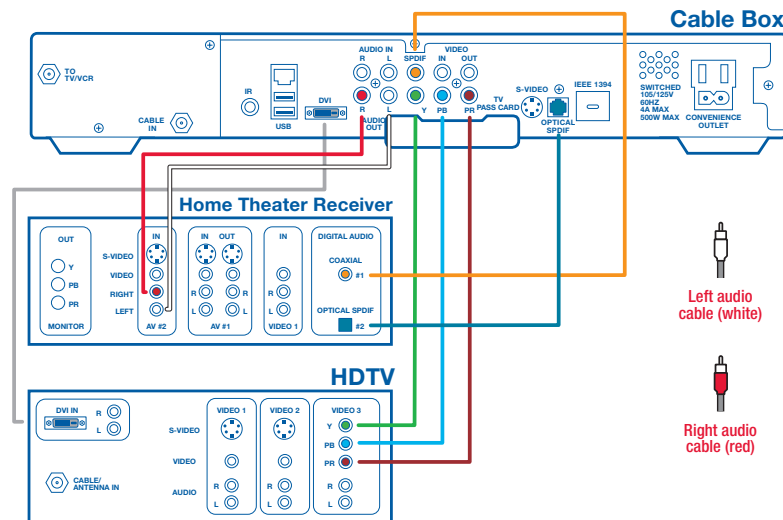 Cable Box
TO
TV/VCR
CABLE
IN
IR
USB
DVI
AUDIO IN
R L
SPDIF
VIDEO
IN OUT
R L
AUDIO
OUT
Y PB PR
TV
PASS CARD
S-VIDEO
OPTICAL
SPDIF
IEEE 1394
SWITCHED
105/125V
60HZ
4A MAX
500W MAX
CONVENIENCE
OUTLET
Home Theater Receiver
OUT
Y
PB
PR
MONITOR
IN
S-VIDEO
VIDEO
RIGHT
LEFT
AV #2
IN OUT
R R
L L
AV #1
IN
R
L
VIDEO 1
DIGITAL AUDIO
COAXIAL
#1
OPTICAL SPDIF
#2
Left audio
cable (white)
Right audio
cable (red)
HDTV
DVI IN
R
L
CABLE/
ANTENNA IN
S-VIDEO
VIDEO
AUDIO
VIDEO 1
R
L
VIDEO 2
R
L
VIDEO 3
Y
PB
PR
R
L